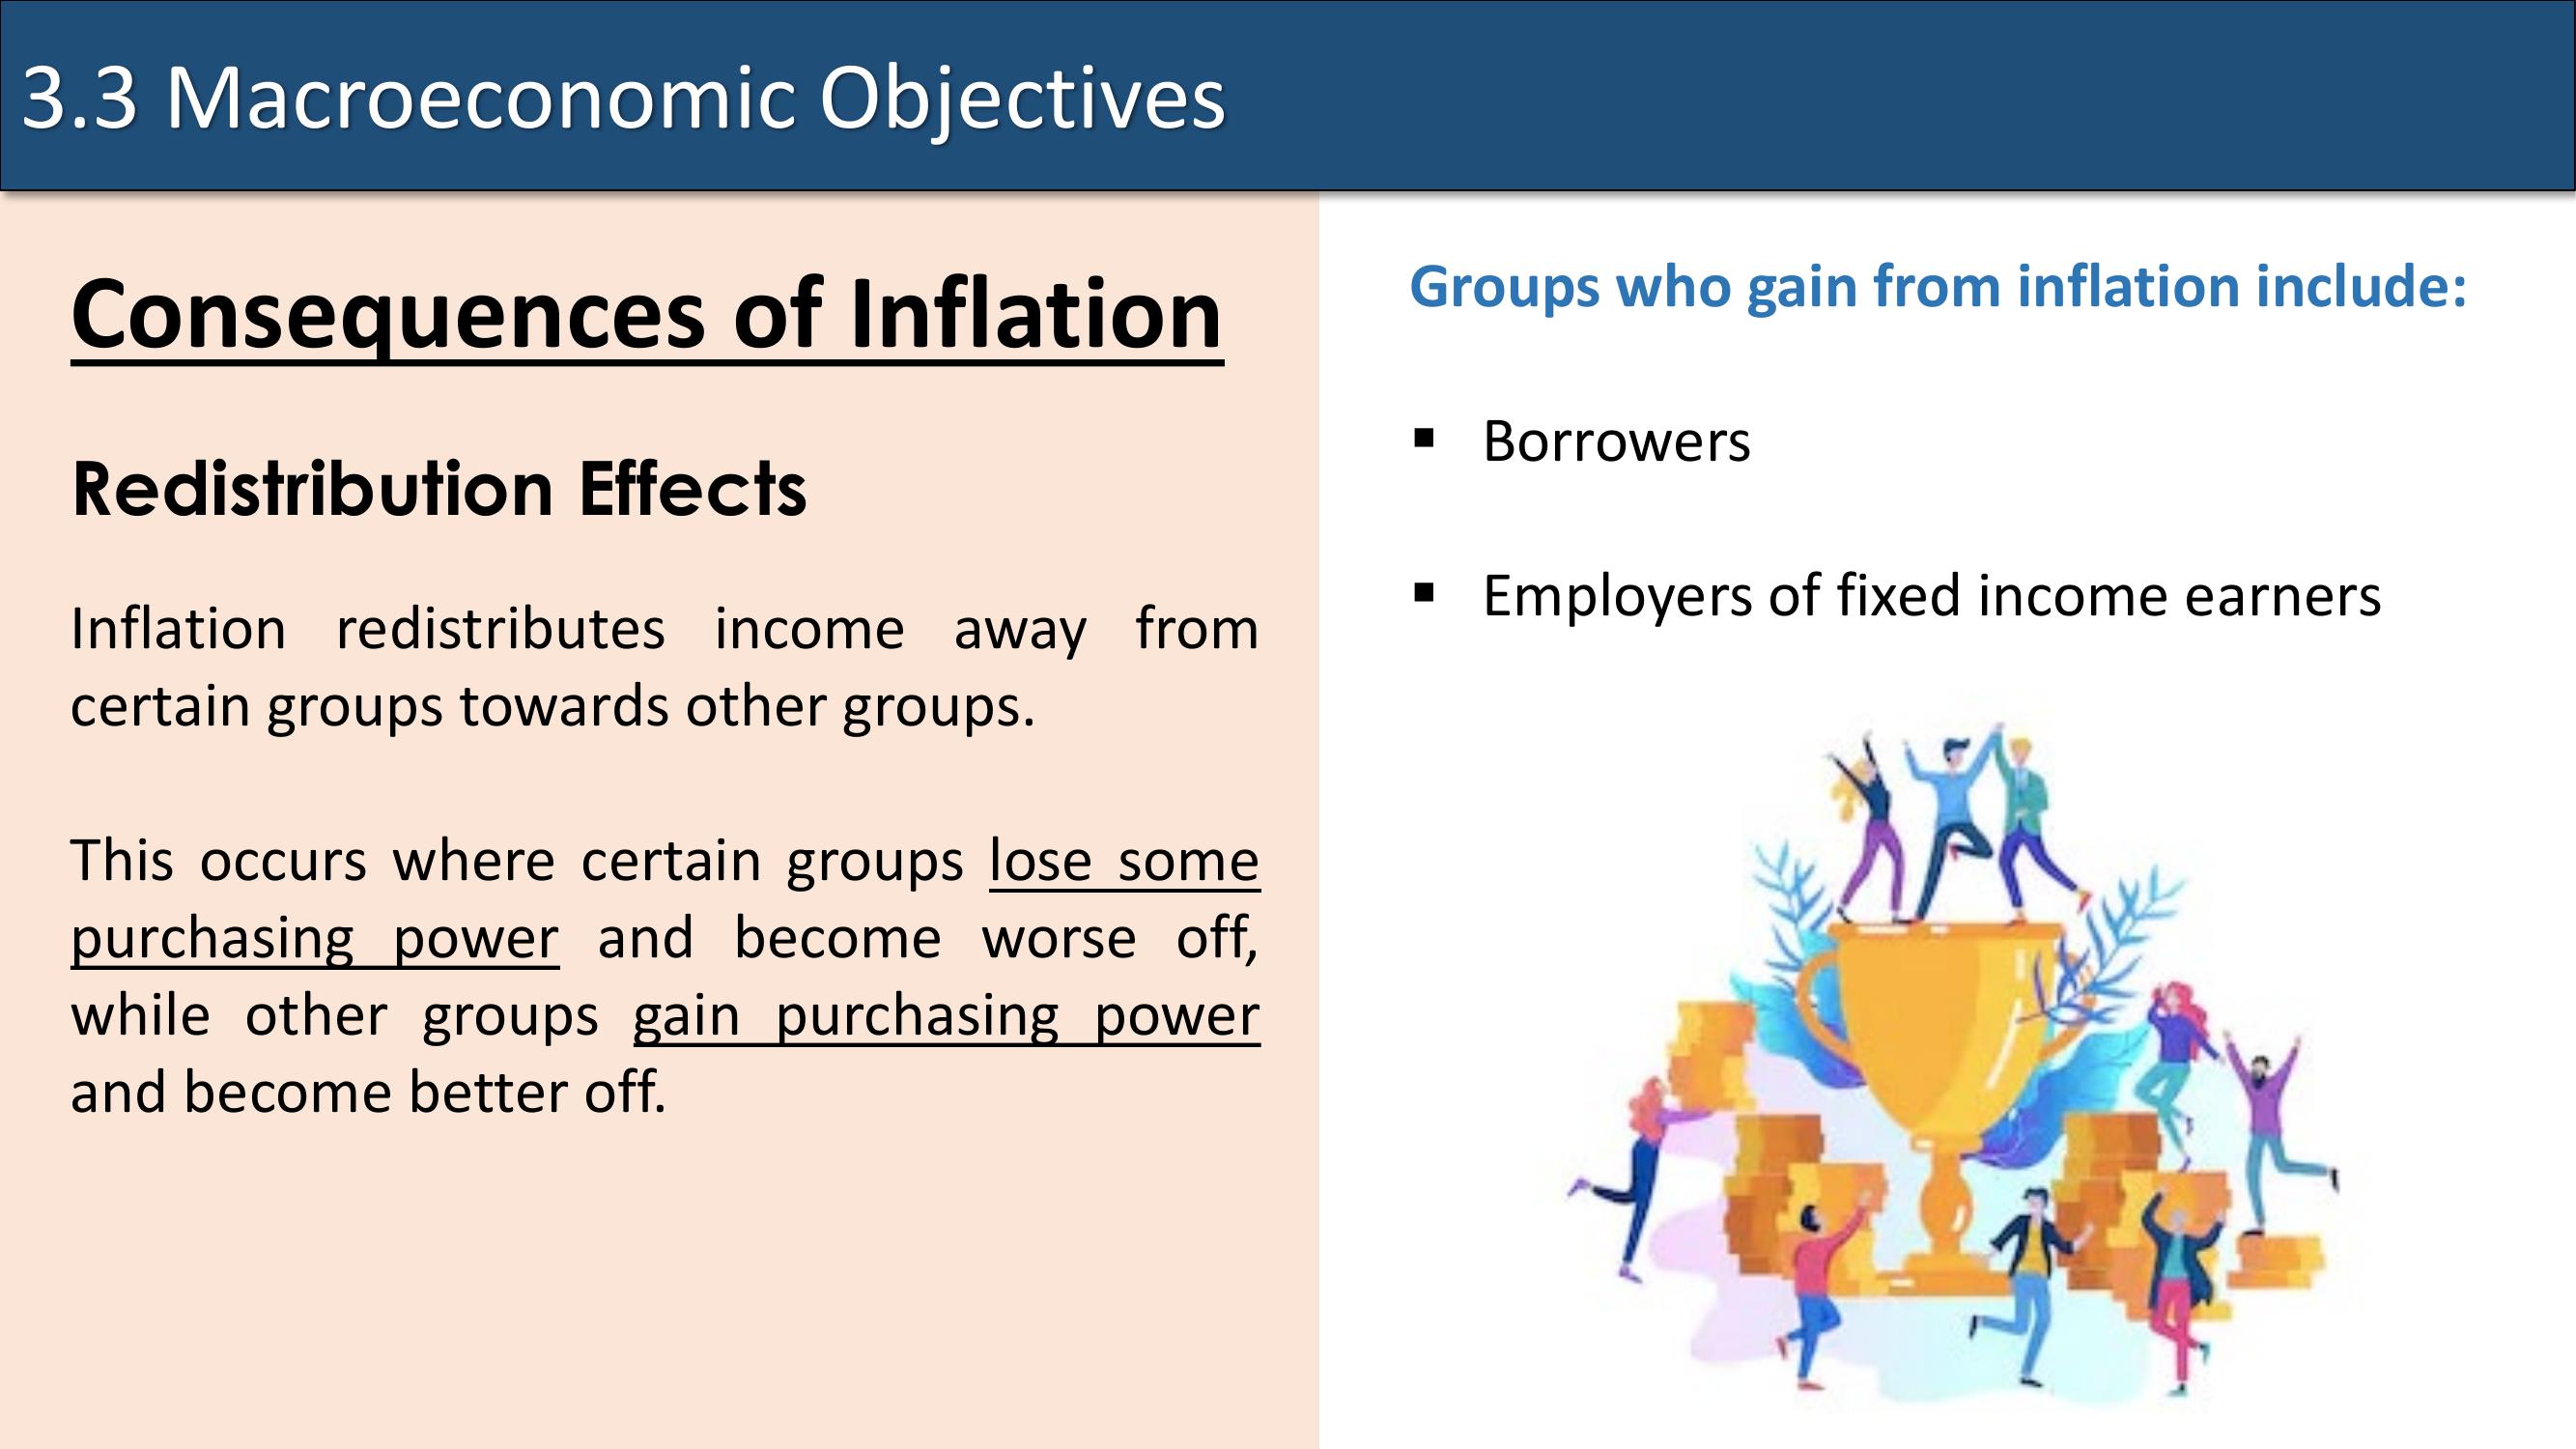 3.3 Macroeconomic Objectives
Consequences of Inflation
Redistribution Effects
Inflation redistributes income away from
certain groups towards other groups.
This occurs where certain groups lose some
purchasing power and become worse off,
while other groups gain purchasing power
and become better off.
Groups who gain from inflation include:
▪ Borrowers
▪ Employers of fixed income earners